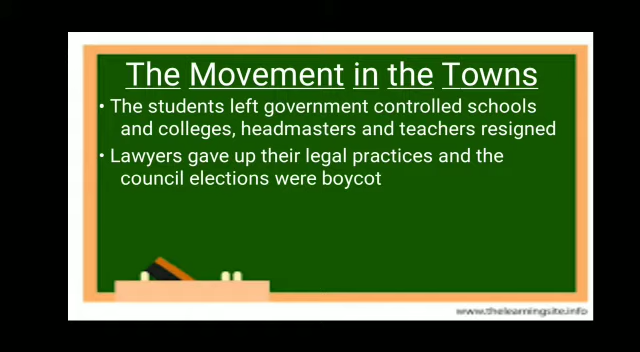 The Movement in the Towns
• The students left government controlled schools
and colleges, headmasters and teachers resigned
• Lawyers gave up their legal practices and the
council elections were boycot
www.thelearningsite.info